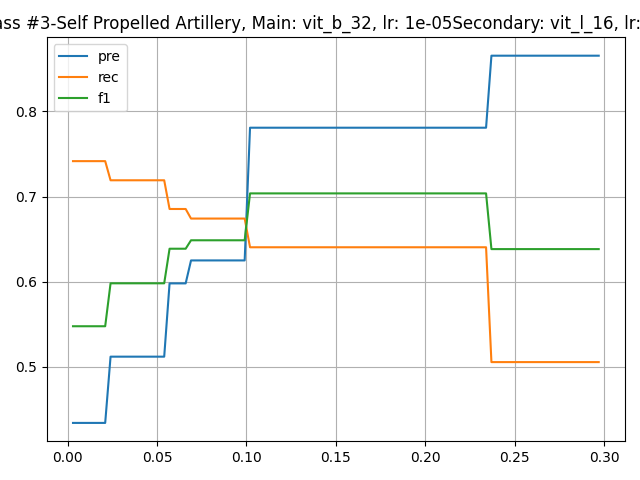 ass #3-Self Propelled Artillery, Main: vit_b_32, lr: 1e-05Secondary: vit_l_16, lr:
pre
rec
f1
0.8
0.7
0.6
0.5
0.00 0.05 0.10 0.15 0.20 0.25 0.30